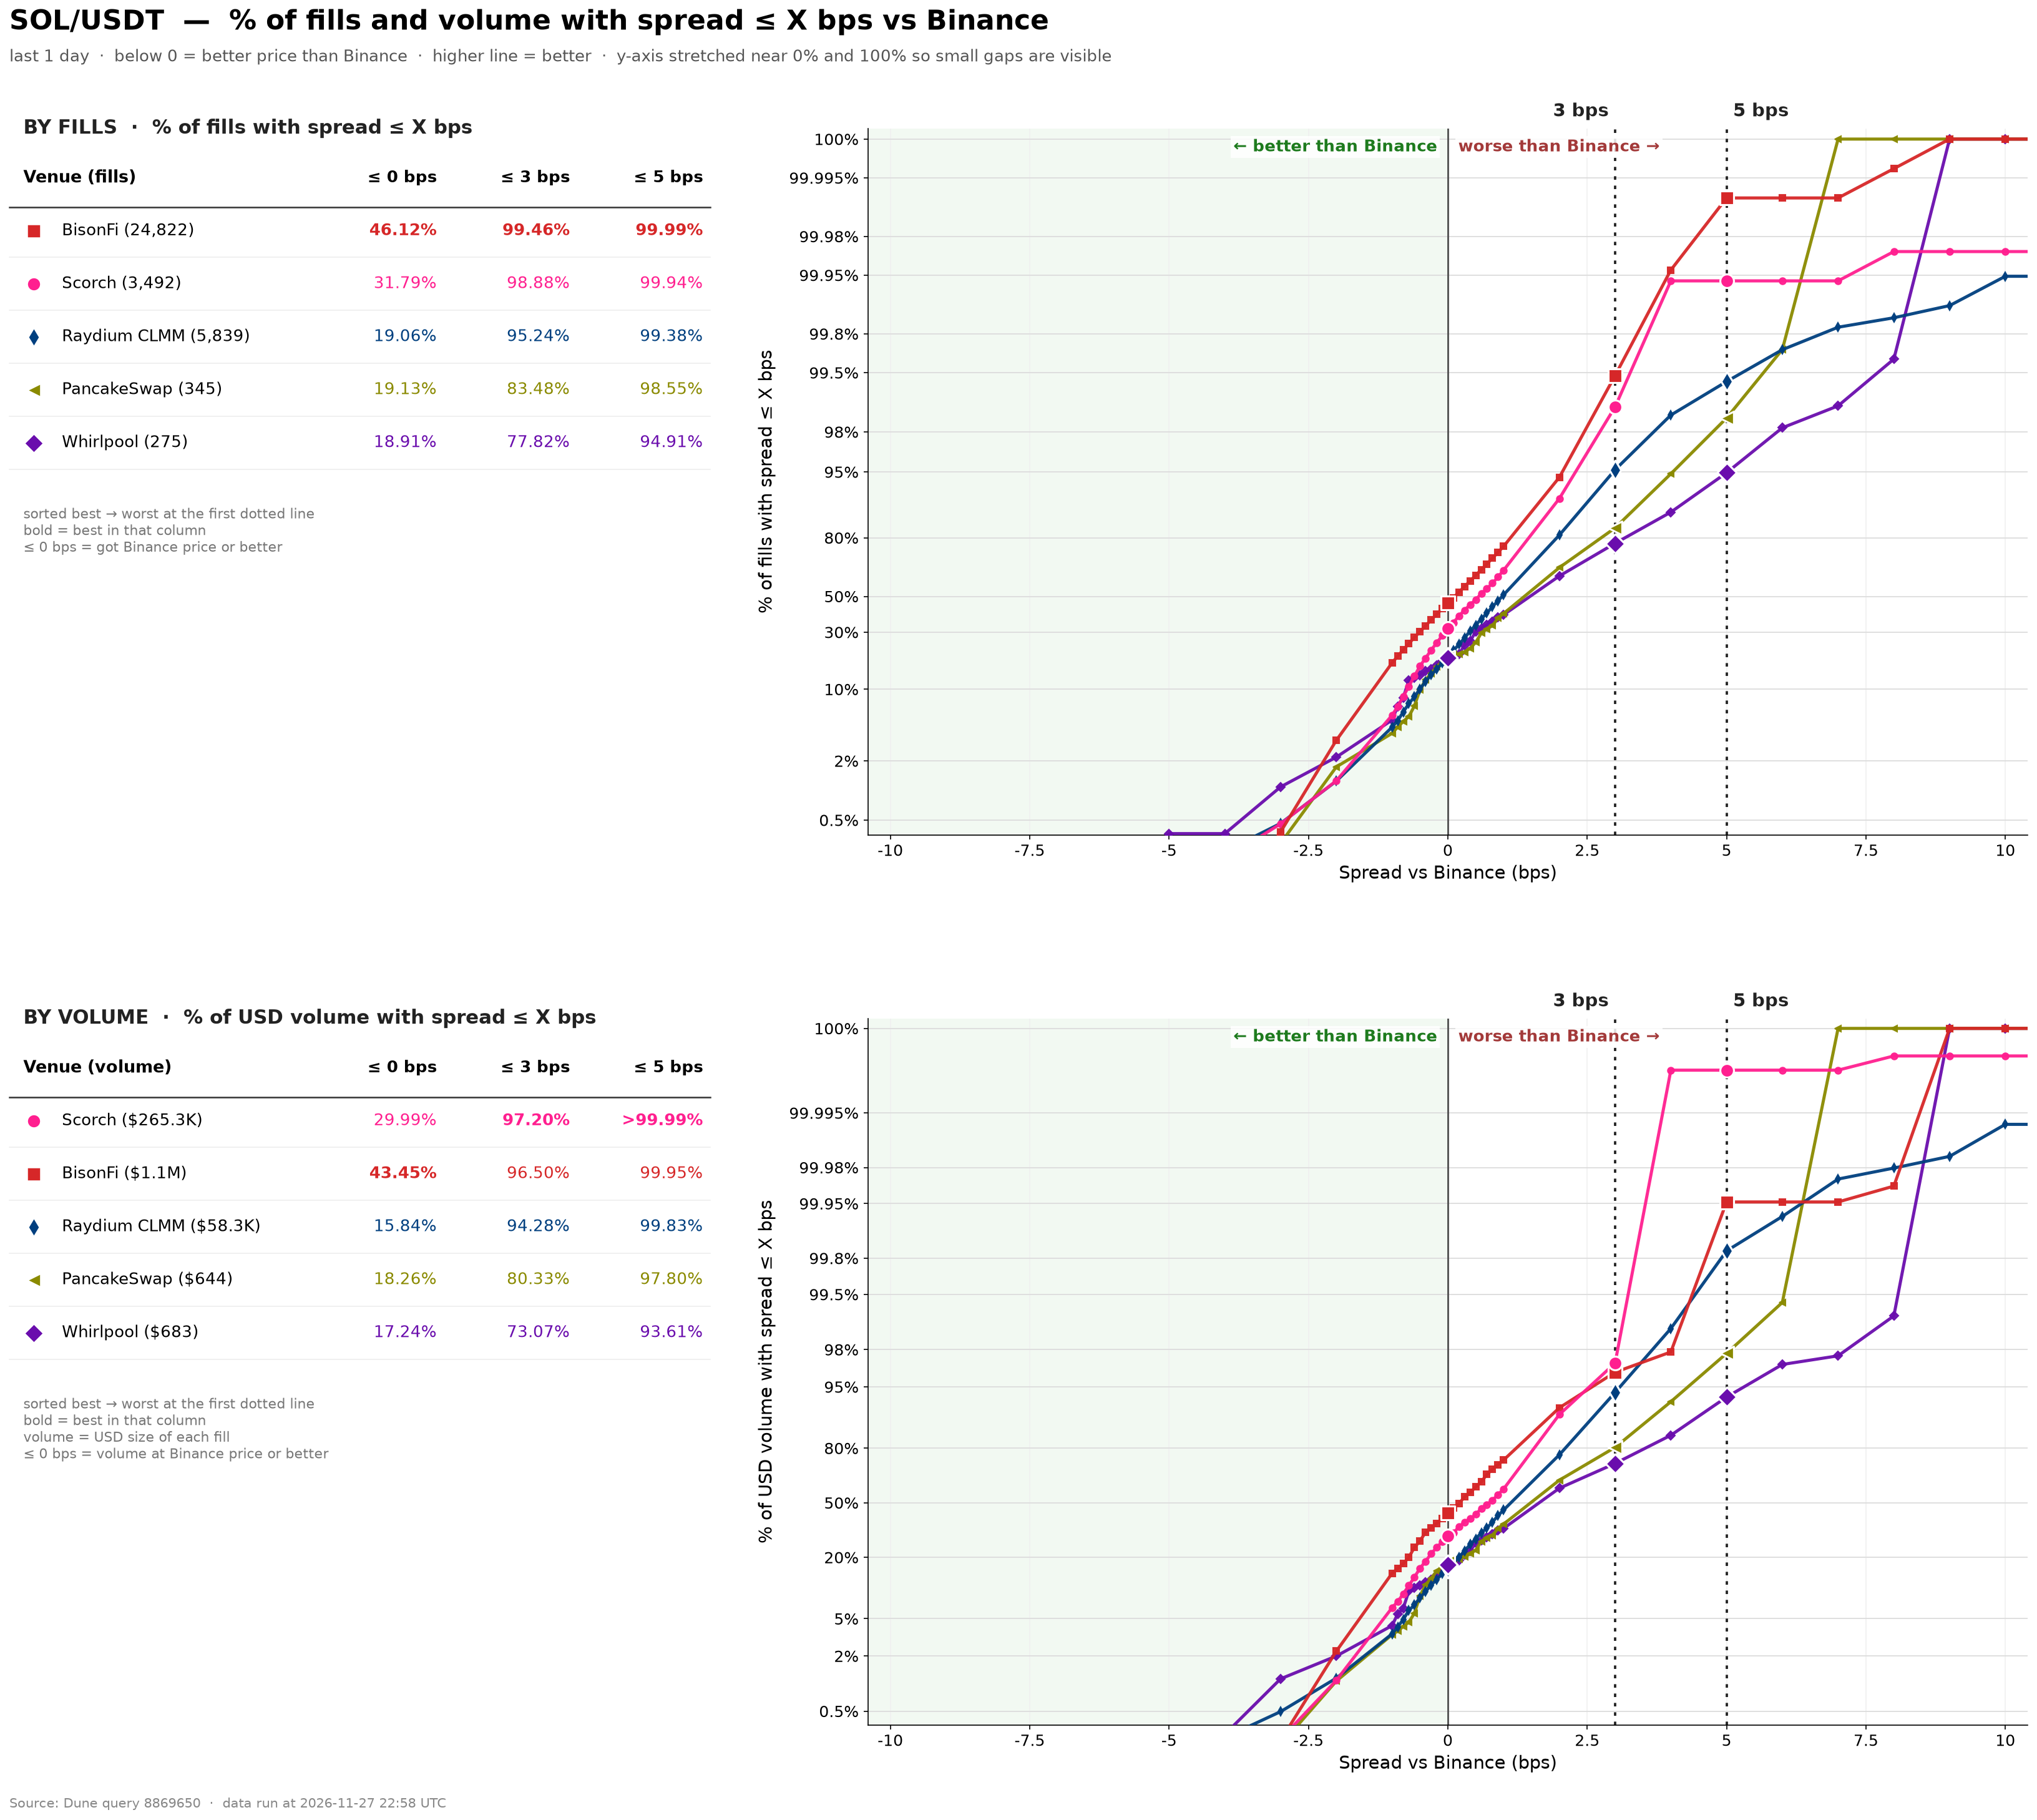 SOL/USDT — % of fills and volume with spread ≤ X bps vs Binance
last 1 day · below 0 = better price than Binance · higher line = better · y-axis stretched near 0% and 100% so small gaps are visible
BY FILLS · % of fills with spread ≤ X bps
Venue (fills) ≤ 0 bps ≤ 3 bps ≤ 5 bps
BisonFi (24,822) 46.12% 99.46% 99.99%
Scorch (3,492) 31.79% 98.88% 99.94%
Raydium CLMM (5,839) 19.06% 95.24% 99.38%
PancakeSwap (345) 19.13% 83.48% 98.55%
Whirlpool (275) 18.91% 77.82% 94.91%
sorted best → worst at the first dotted line
bold = best in that column
≤ 0 bps = got Binance price or better
3 bps 5 bps
← better than Binance worse than Binance →
% of fills with spread ≤ X bps
100%
99.995%
99.98%
99.95%
99.8%
99.5%
98%
95%
80%
50%
30%
10%
2%
0.5%
-10 -7.5 -5 -2.5 0 2.5 5 7.5 10
Spread vs Binance (bps)
BY VOLUME · % of USD volume with spread ≤ X bps
Venue (volume) ≤ 0 bps ≤ 3 bps ≤ 5 bps
Scorch ($265.3K) 29.99% 97.20% >99.99%
BisonFi ($1.1M) 43.45% 96.50% 99.95%
Raydium CLMM ($58.3K) 15.84% 94.28% 99.83%
PancakeSwap ($644) 18.26% 80.33% 97.80%
Whirlpool ($683) 17.24% 73.07% 93.61%
sorted best → worst at the first dotted line
bold = best in that column
volume = USD size of each fill
≤ 0 bps = volume at Binance price or better
3 bps 5 bps
← better than Binance worse than Binance →
% of USD volume with spread ≤ X bps
100%
99.995%
99.98%
99.95%
99.8%
99.5%
98%
95%
80%
50%
20%
5%
2%
0.5%
-10 -7.5 -5 -2.5 0 2.5 5 7.5 10
Spread vs Binance (bps)
Source: Dune query 8869650 · data run at 2026-11-27 22:58 UTC